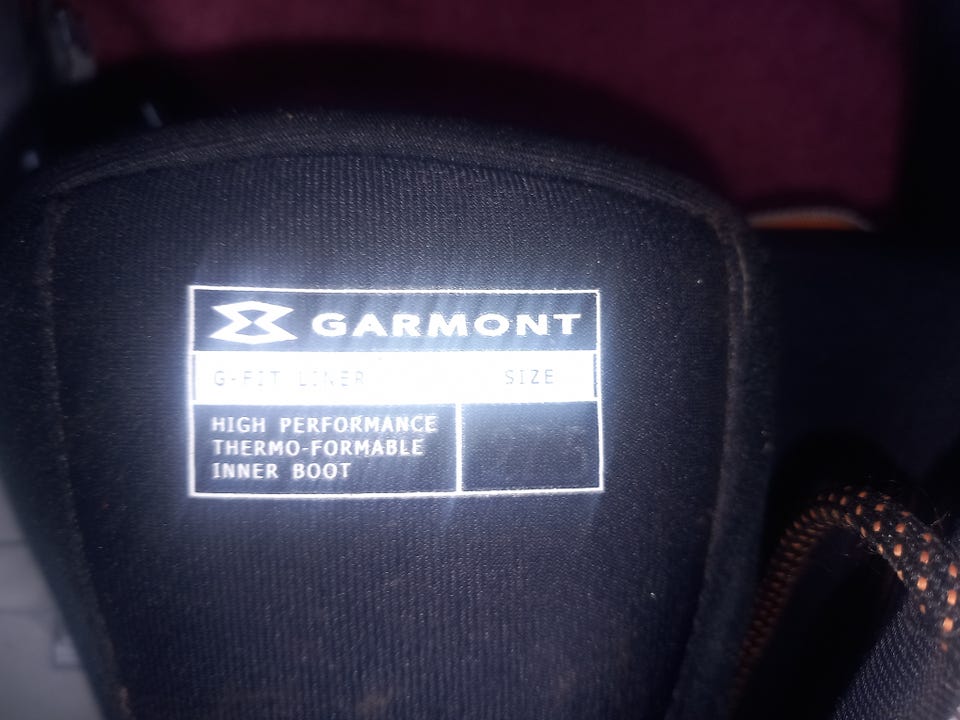 GARMONT
G-FIT LINER SIZE
HIGH PERFORMANCE
THERMO-FORMABLE
INNER BOOT